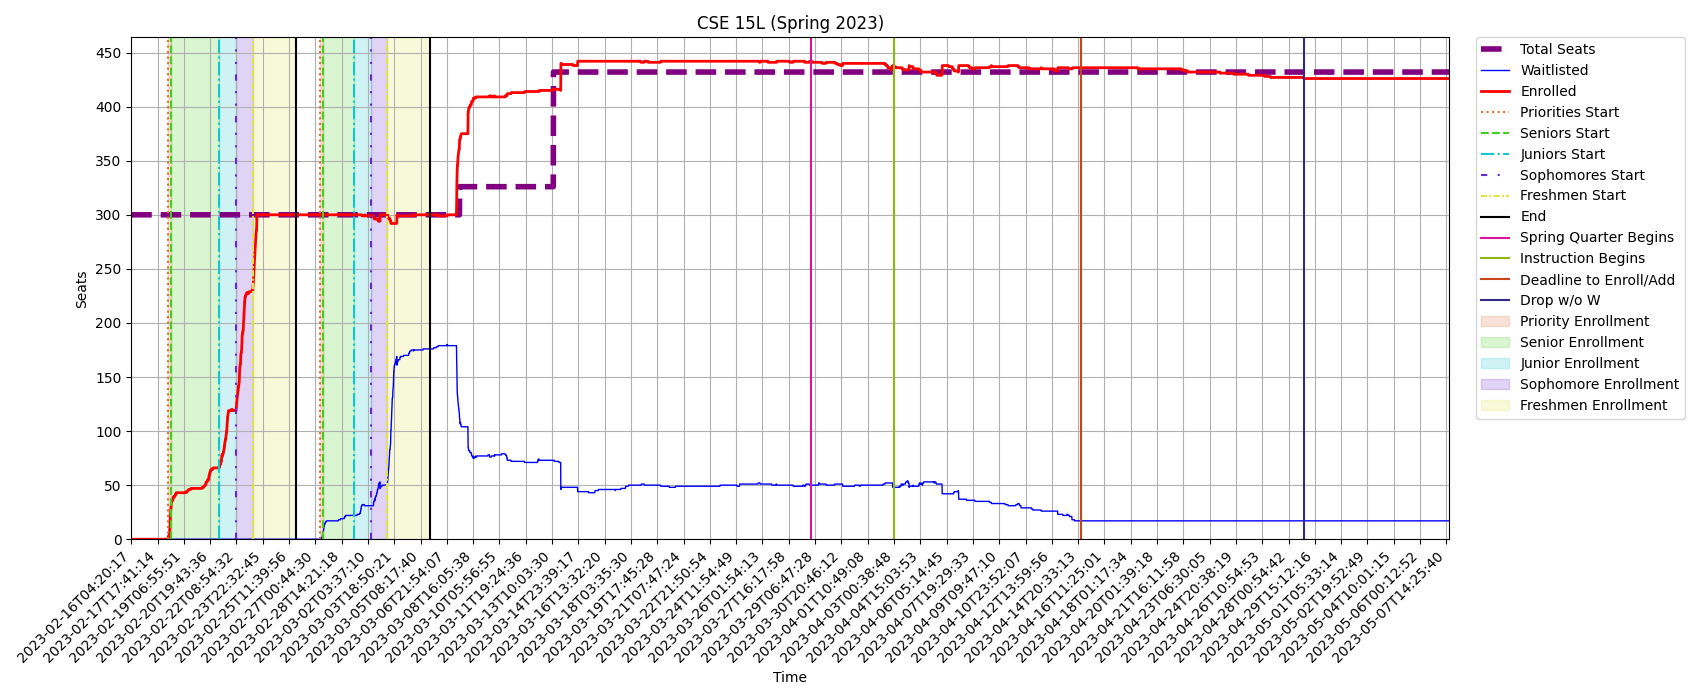 CSE 15L (Spring 2023)
Seats
450
400
350
300
250
200
150
100
50
0
2023-02-16T04:20:17
2023-02-17T17:41:14
2023-02-19T06:55:51
2023-02-20T19:43:36
2023-02-22T08:54:32
2023-02-23T22:32:45
2023-02-25T11:39:56
2023-02-27T00:44:30
2023-02-28T14:21:18
2023-03-02T03:37:10
2023-03-03T18:50:21
2023-03-05T08:17:40
2023-03-06T21:54:07
2023-03-08T16:05:38
2023-03-10T05:56:55
2023-03-11T19:24:36
2023-03-13T10:03:30
2023-03-14T23:39:17
2023-03-16T13:32:20
2023-03-18T03:35:30
2023-03-19T17:45:28
2023-03-21T07:47:24
2023-03-22T21:50:54
2023-03-24T11:54:49
2023-03-26T01:54:13
2023-03-27T16:17:58
2023-03-29T06:47:28
2023-03-30T20:46:12
2023-04-01T10:49:08
2023-04-03T00:38:48
2023-04-04T15:03:53
2023-04-06T05:14:45
2023-04-07T19:29:33
2023-04-09T09:47:10
2023-04-10T23:52:07
2023-04-12T13:59:56
2023-04-14T20:33:13
2023-04-16T11:25:01
2023-04-18T01:17:34
2023-04-20T01:39:18
2023-04-21T16:11:58
2023-04-23T06:30:05
2023-04-24T20:38:19
2023-04-26T10:54:53
2023-04-28T00:54:42
2023-04-29T15:12:16
2023-05-01T05:33:14
2023-05-02T19:52:49
2023-05-04T10:01:15
2023-05-06T00:12:52
2023-05-07T14:25:40
Time
Total Seats
Waitlisted
Enrolled
Priorities Start
Seniors Start
Juniors Start
Sophomores Start
Freshmen Start
End
Spring Quarter Begins
Instruction Begins
Deadline to Enroll/Add
Drop w/o W
Priority Enrollment
Senior Enrollment
Junior Enrollment
Sophomore Enrollment
Freshmen Enrollment